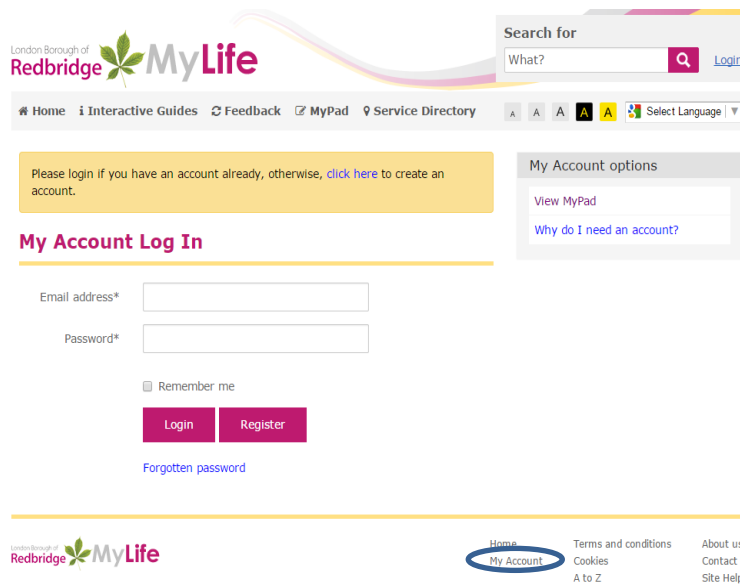 Search for
London Borough of
Redbridge MyLife
What?
Login
Home Interactive Guides Feedback MyPad Service Directory
A A A A A Select Language
Please login if you have an account already, otherwise, click here to create an
account.
My Account options
View MyPad
Why do I need an account?
My Account Log In
Email address*
Password*
Remember me
Login Register
Forgotten password
London Borough of
Redbridge MyLife
Home Terms and conditions About us
My Account Cookies Contact
A to Z Site Help